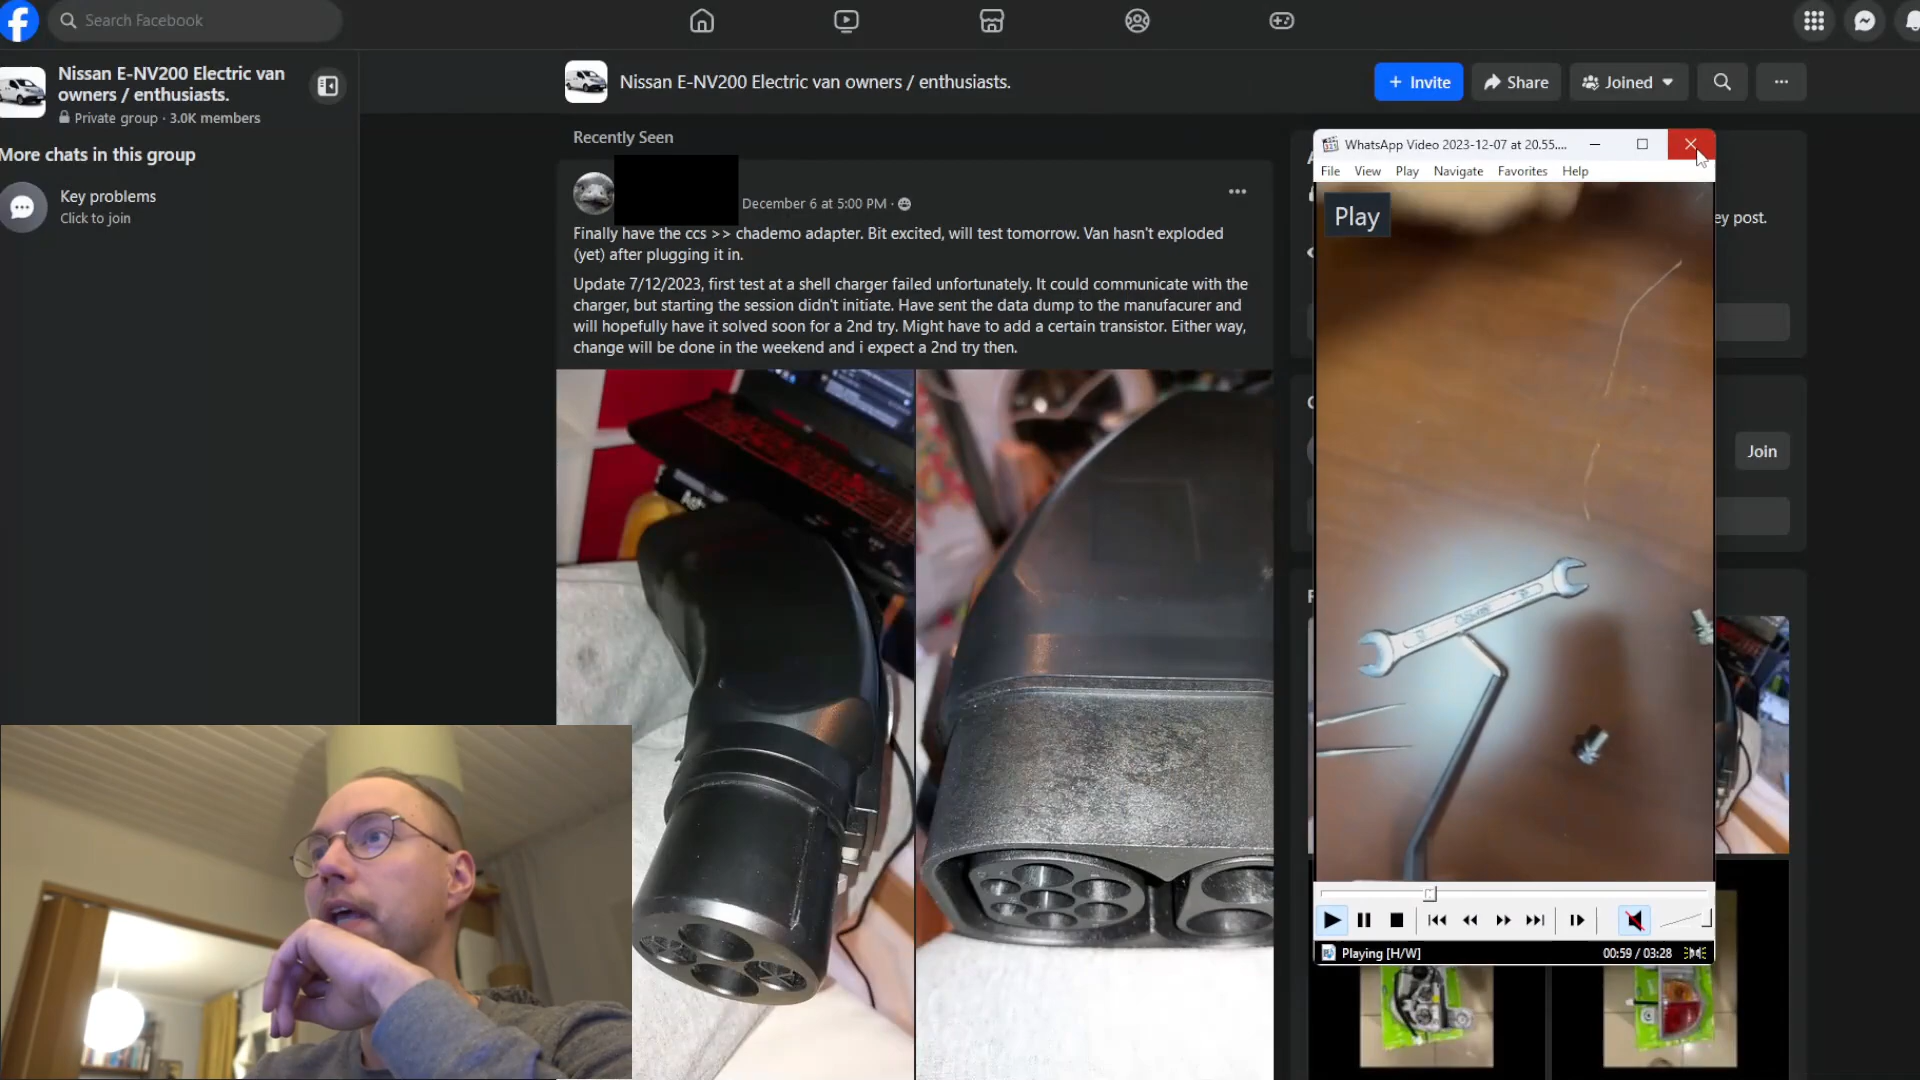 Search Facebook
Nissan E-NV200 Electric van
owners / enthusiasts.
Private group · 3.0K members
More chats in this group
Key problems
Click to join
Nissan E-NV200 Electric van owners / enthusiasts.
+ Invite
Share
Joined
Recently Seen
December 6 at 5:00 PM ·
Finally have the ccs >> chademo adapter. Bit excited, will test tomorrow. Van hasn't exploded
(yet) after plugging it in.
Update 7/12/2023, first test at a shell charger failed unfortunately. It could communicate with the
charger, but starting the session didn't initiate. Have sent the data dump to the manufacurer and
will hopefully have it solved soon for a 2nd try. Might have to add a certain transistor. Either way,
change will be done in the weekend and i expect a 2nd try then.
WhatsApp Video 2023-12-07 at 20.55....
File View Play Navigate Favorites Help
Play
ey post.
Join
Playing [H/W]
00:59 / 03:28